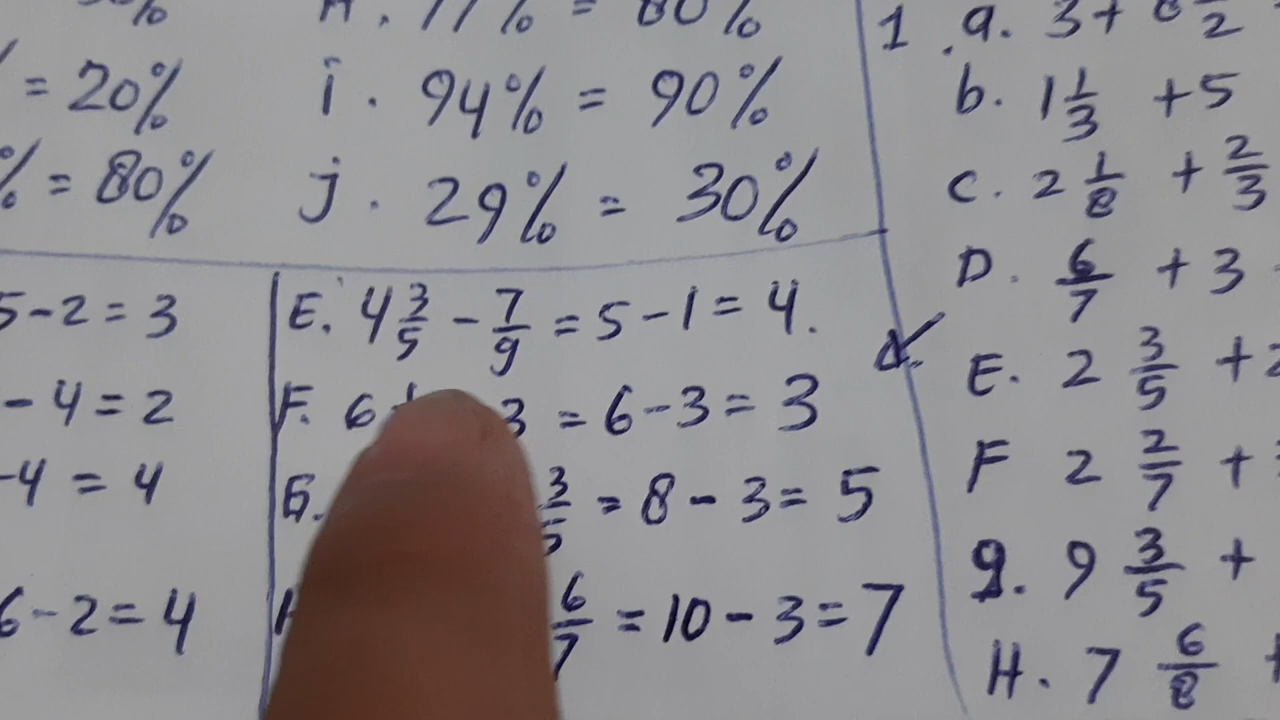 = 80%
= 20%
i. 94% = 90%
% = 80%
j. 29% = 30%
5-2=3
-4=2
-4=4
6-2=4
E. 4 3/5 - 7/9 = 5-1=4.
F. 6 3 = 6-3=3
G. 3/5 = 8-3=5
6/7 = 10-3=7
1.a. 3+
b. 1 1/3 +5
C. 2 1/8 + 2/3
D. 6/7 +3
E. 2 3/5 +
F 2 2/7 +
g. 9 3/5 +
H. 7 6/8